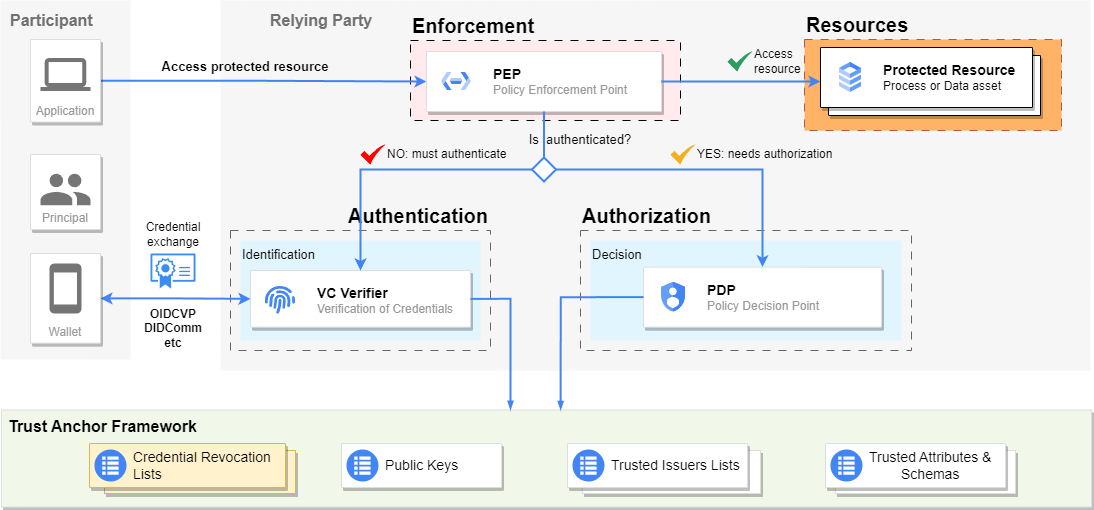 Participant
Relying Party
Enforcement
Resources
Application
Access protected resource
PEP
Policy Enforcement Point
Access
resource
Protected Resource
Process or Data asset
Is authenticated?
NO: must authenticate
YES: needs authorization
Principal
Authentication
Authorization
Credential
exchange
Identification
Decision
Wallet
VC Verifier
Verification of Credentials
PDP
Policy Decision Point
OIDCVP
DIDComm
etc
Trust Anchor Framework
Credential Revocation
Lists
Public Keys
Trusted Issuers Lists
Trusted Attributes &
Schemas